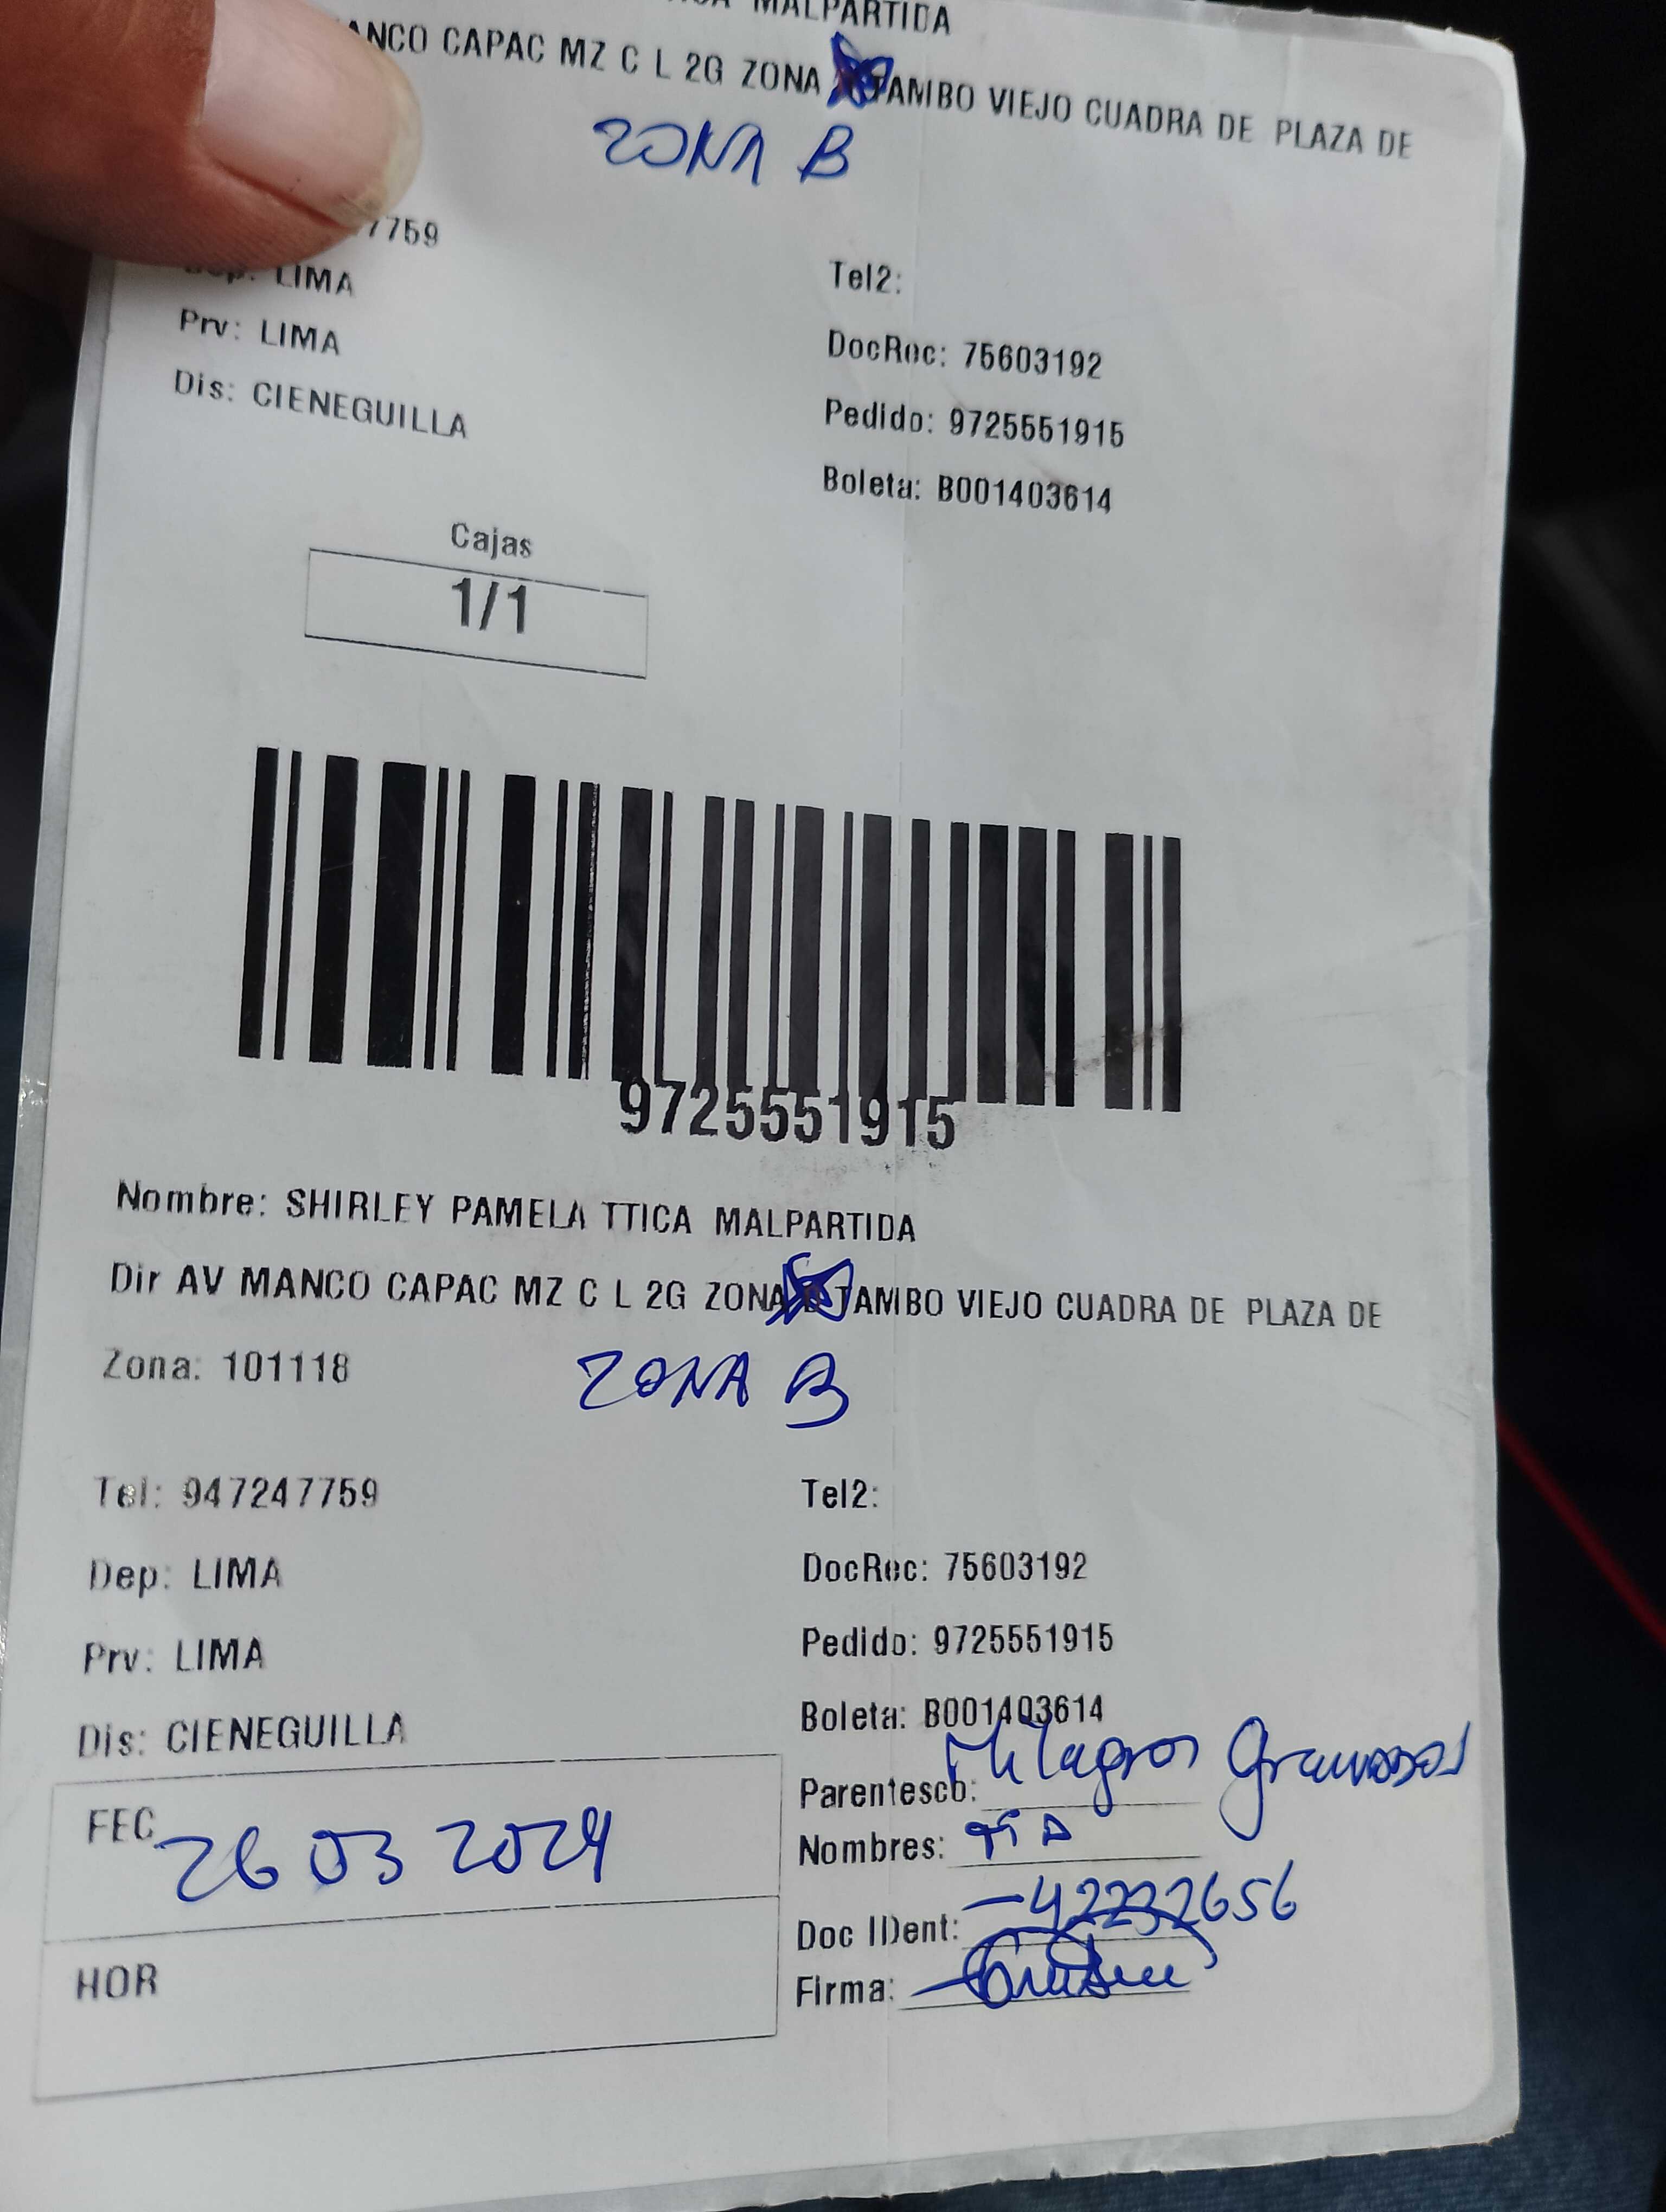 MALPARTIDA
ANCO CAPAC MZ C L 2G ZONA TAMBO VIEJO CUADRA DE PLAZA DE
ZONA B
7759
Dep: LIMA
Tel2:
Prv: LIMA
DocRec: 75603192
Dis: CIENEGUILLA
Pedido: 9725551915
Boleta: B001403614
Cajas
1/1
9725551915
Nombre: SHIRLEY PAMELA TTICA MALPARTIDA
Dir AV MANCO CAPAC MZ C L 2G ZONA TAMBO VIEJO CUADRA DE PLAZA DE
Zona: 101118
ZONA B
Tel: 947247759
Tel2:
Dep: LIMA
DocRec: 75603192
Prv: LIMA
Pedido: 9725551915
Dis: CIENEGUILLA
Boleta: B001403614
Parentesco: Milagros
Nombres: TIA
Doc IDent: 42232656
Firma:
FEC 26 03 2024
HOR